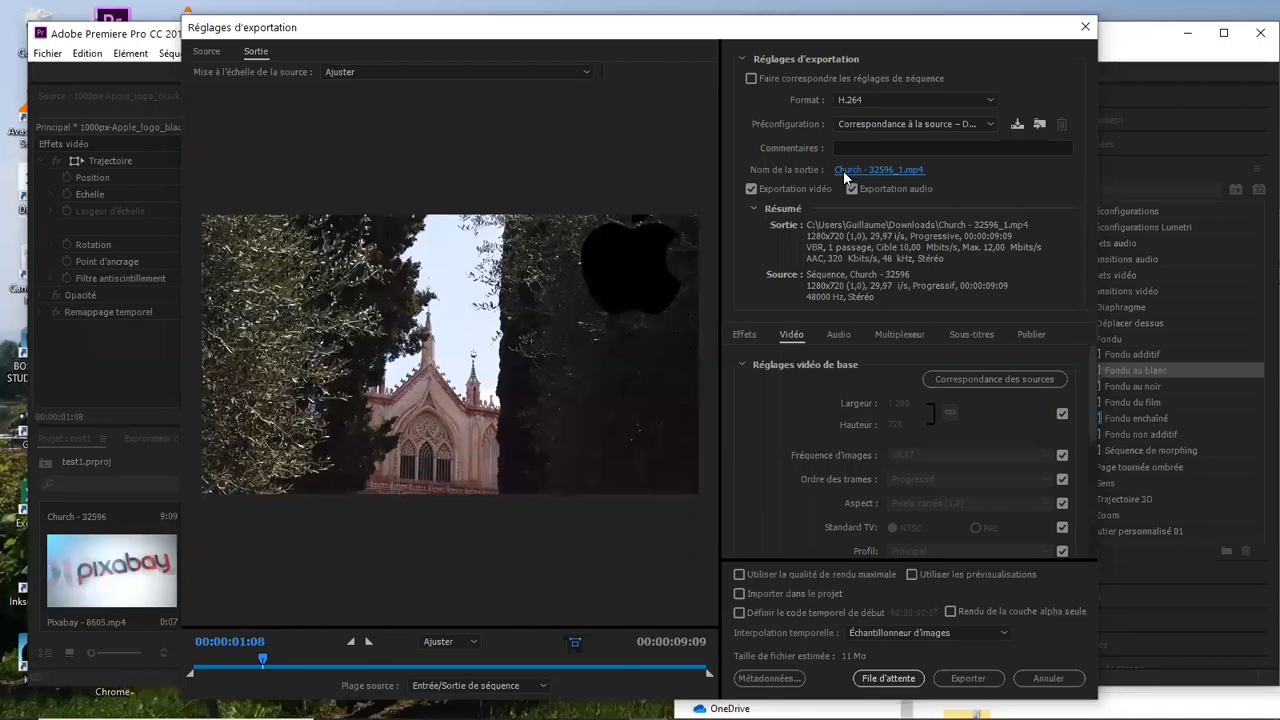 Adobe Premiere Pro CC 201
Fichier Edition Elément Séqu
Source : 1000px-Apple_logo_black
Principal * 1000px-Apple_logo_blac
Effets vidéo
Trajectoire
Position
Echelle
Largeur d'échelle
Rotation
Point d'ancrage
Filtre antiscintillement
Opacité
Remappage temporel
00:00:01:08
Projet : test1
Explorateur
test1.prproj
Church - 32596 9:09
pixabay
Pixabay - 8605.mp4 0:07
Chrome
Réglages d'exportation
Source Sortie
Mise à l'échelle de la source : Ajuster
00:00:01:08 Ajuster 00:00:09:09
Plage source : Entrée/Sortie de séquence
Réglages d'exportation
Faire correspondre les réglages de séquence
Format : H.264
Préconfiguration : Correspondance à la source – D...
Commentaires :
Nom de la sortie : Church - 32596_1.mp4
Exportation vidéo Exportation audio
Résumé
Sortie : C:\Users\Guillaume\Downloads\Church - 32596_1.mp4
1280x720 (1,0), 29,97 i/s, Progressive, 00:00:09:09
VBR, 1 passage, Cible 10,00 Mbits/s, Max. 12,00 Mbits/s
AAC, 320 Kbits/s, 48 kHz, Stéréo
Source : Séquence, Church - 32596
1280x720 (1,0), 29,97 i/s, Progressif, 00:00:09:09
48000 Hz, Stéréo
Effets Vidéo Audio Multiplexeur Sous-titres Publier
Réglages vidéo de base
Correspondance des sources
Largeur : 1 280
Hauteur : 720
Fréquence d'images : 29,97
Ordre des trames : Progressif
Aspect : Pixels carrés (1,0)
Standard TV : NTSC PAL
Profil : Principal
Utiliser la qualité de rendu maximale Utiliser les prévisualisations
Importer dans le projet
Définir le code temporel de début Rendu de la couche alpha seule
Interpolation temporelle : Échantillonneur d'images
Taille de fichier estimée : 11 Mo
Métadonnées... File d'attente Exporter Annuler
OneDrive
umetri
configurations
configurations Lumetri
ets audio
ansitions audio
ets vidéo
ansitions vidéo
Diaphragme
Déplacer dessus
Fondu
Fondu additif
Fondu au blanc
Fondu au noir
Fondu du film
Fondu enchaîné
Fondu non additif
Séquence de morphing
Page tournée ombrée
Sens
Trajectoire 3D
Zoom
utier personnalisé 01